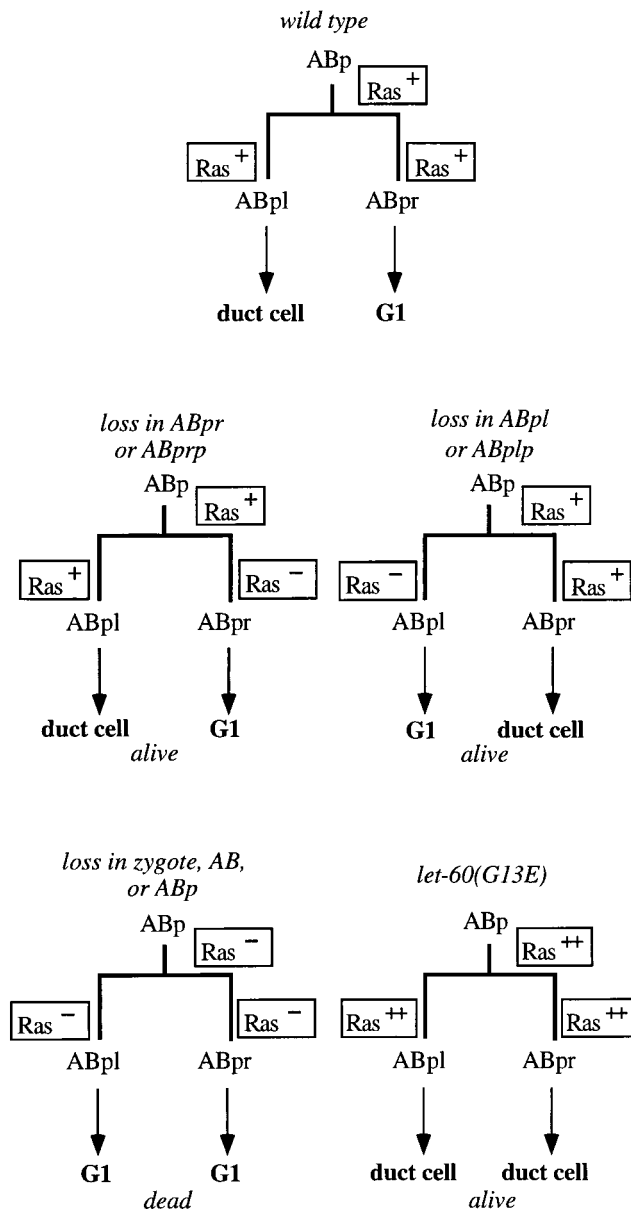 wild type
ABp
Ras +
Ras +
Ras +
ABpl
ABpr
duct cell
G1
loss in ABpr
or ABprp
ABp
Ras +
Ras +
Ras −
ABpl
ABpr
duct cell
G1
alive
loss in ABpl
or ABplp
ABp
Ras +
Ras −
Ras +
ABpl
ABpr
G1
duct cell
alive
loss in zygote, AB,
or ABp
ABp
Ras −
Ras −
Ras −
ABpl
ABpr
G1
G1
dead
let-60(G13E)
ABp
Ras ++
Ras ++
Ras ++
ABpl
ABpr
duct cell
duct cell
alive